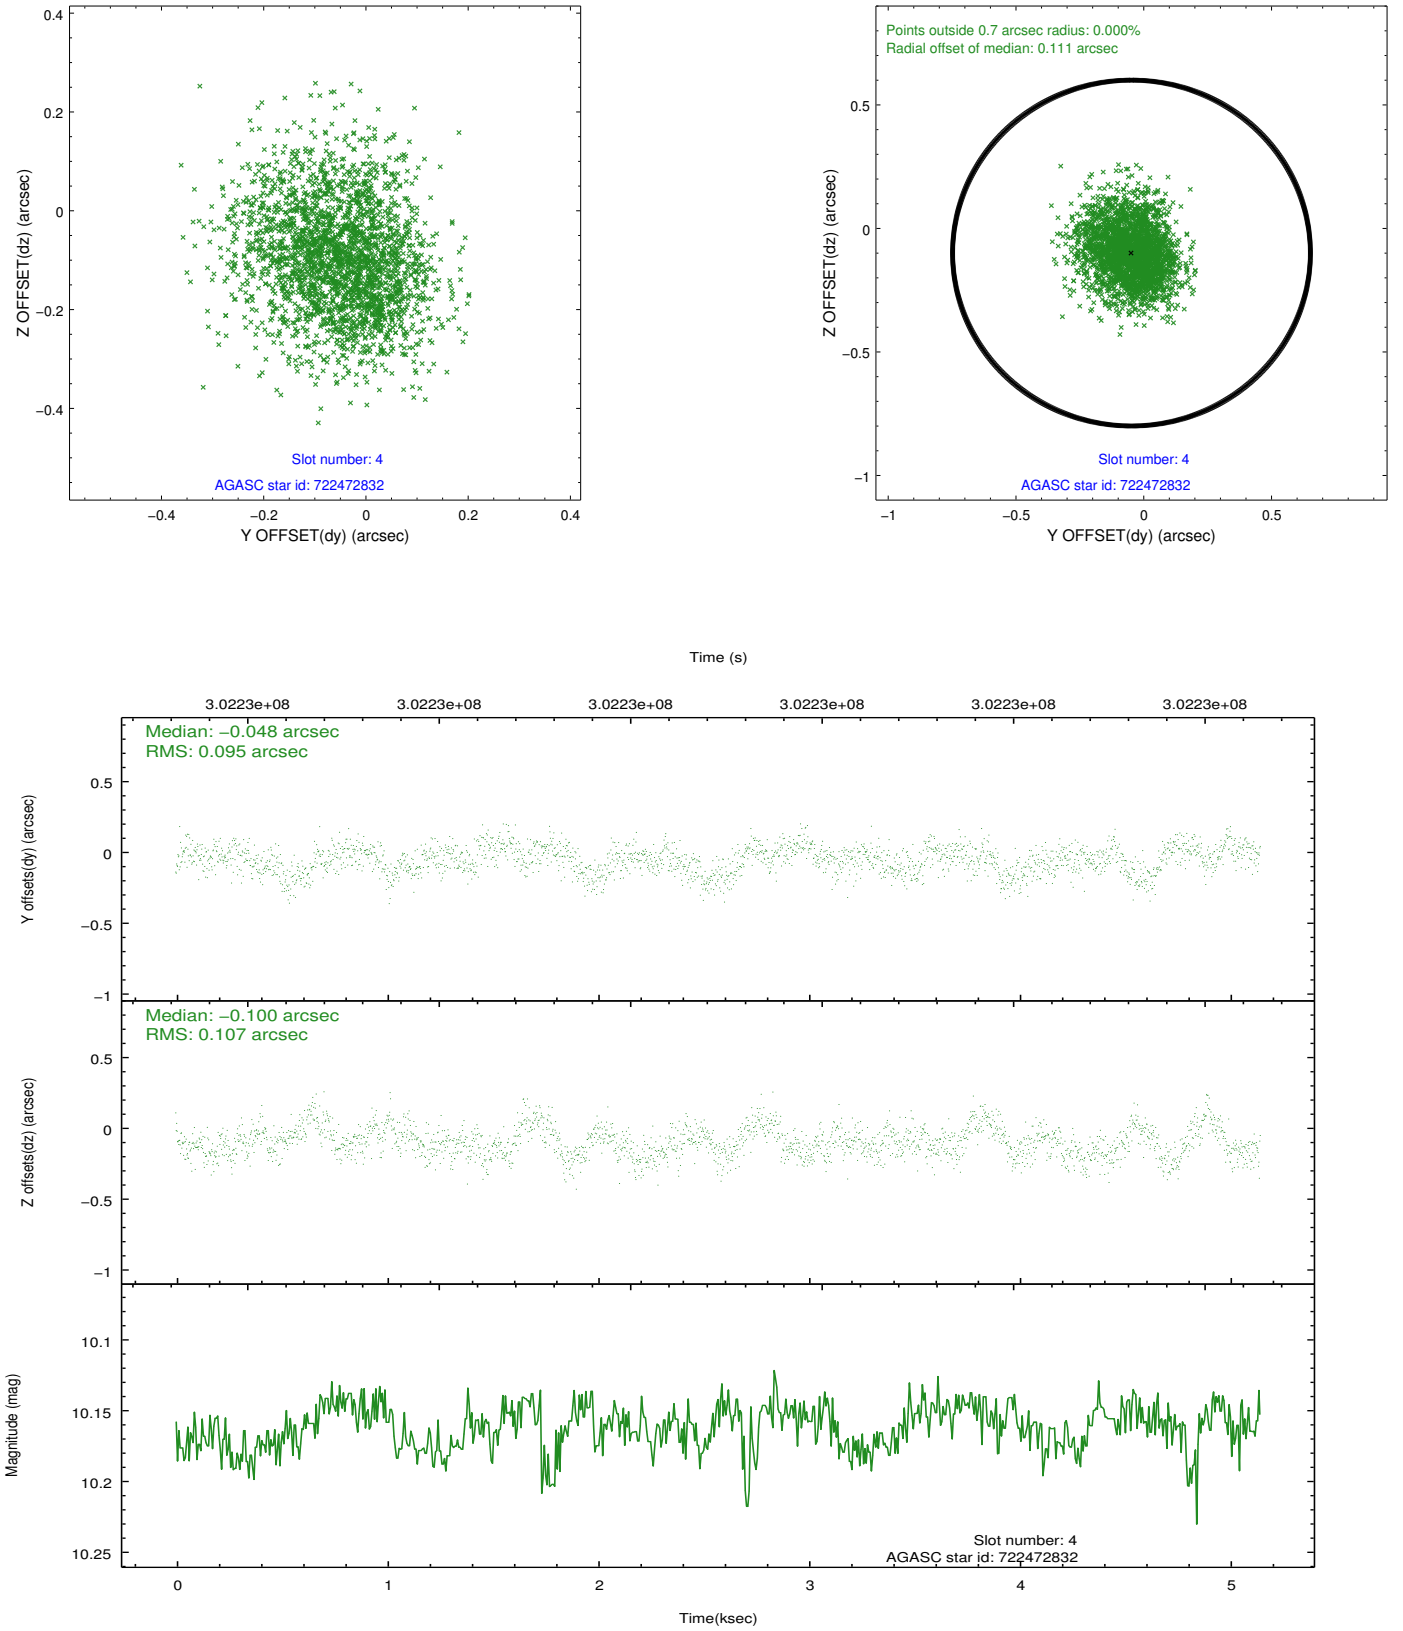 0.4
0.2
0
−0.2
−0.4
Z OFFSET(dz) (arcsec)
Slot number: 4
AGASC star id: 722472832
−0.4 −0.2 0 0.2 0.4
Y OFFSET(dy) (arcsec)
Points outside 0.7 arcsec radius: 0.000%
Radial offset of median: 0.111 arcsec
0.5
0
−0.5
−1
Z OFFSET(dz) (arcsec)
Slot number: 4
AGASC star id: 722472832
−1 −0.5 0 0.5
Y OFFSET(dy) (arcsec)
Time (s)
3.0223e+08 3.0223e+08 3.0223e+08 3.0223e+08 3.0223e+08 3.0223e+08
Median: −0.048 arcsec
RMS: 0.095 arcsec
0.5
0
−0.5
−1
Y offsets(dy) (arcsec)
Median: −0.100 arcsec
RMS: 0.107 arcsec
0.5
0
−0.5
−1
Z offsets(dz) (arcsec)
10.1
10.15
10.2
10.25
Magnitude (mag)
Slot number: 4
AGASC star id: 722472832
0 1 2 3 4 5
Time(ksec)